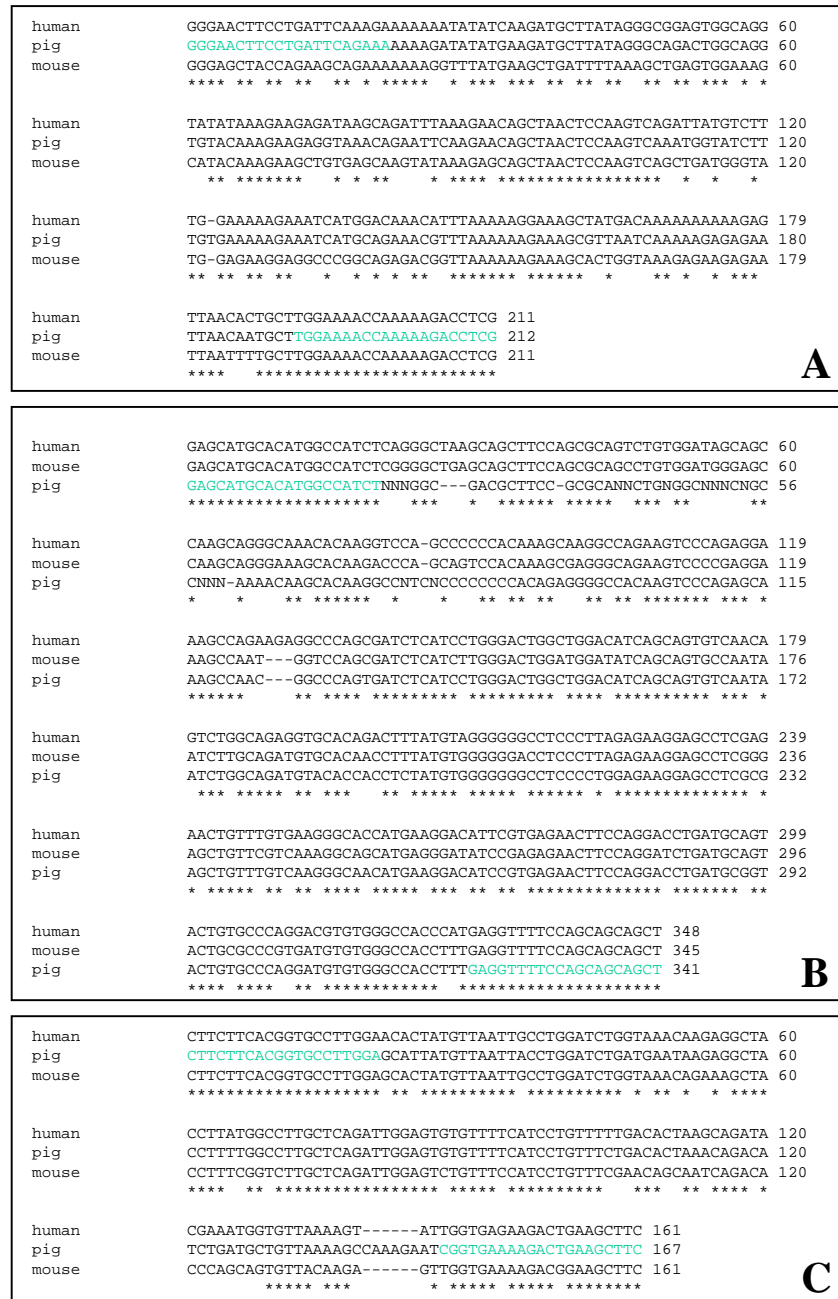 human GGGAACTTCCTGATTCAAAGAAAAAAATATATCAAGATGCTTATAGGGCGGAGTGGCAGG 60
pig GGGAACTTCCTGATTCAGAAAAAAAGATATATGAAGATGCTTATAGGGCAGACTGGCAGG 60
mouse GGGAGCTACCAGAAGCAGAAAAAAAAGGTTTATGAAGCTGATTTTAAAGCTGAGTGGAAAG 60
**** ** ** ** ** ******* * *** *** ** ** ** ** *** * *
human TATATAAAGAAGAGATAAGCAGATTTAAAGAACAGCTAACTCCAAGTCAGATTATGTCTT 120
pig TGTACAAAGAAGAGGTAAACAGAATTCAAGAACAGCTAACTCCAAGTCAAATGGTATCTT 120
mouse CATACAAAGAAGCTGTGAGCAAGTATAAAGAGCAGCTAACTCCAAGTCAGCTGATGGGTA 120
** ******* * * ** * **** ***************** * * *
human TG-GAAAAAGAAATCATGGACAAACATTTAAAAAGGAAAGCTATGACAAAAAAAAAAGAG 179
pig TGTGAAAAAGAAATCATGCAGAAACGTTTAAAAAAGAAAGCGTTAATCAAAAAGAGAGAA 180
mouse TG-GAGAAGGAGGCCCGGCAGAGACGGTTAAAAAAGAAAGCACTGGTAAAGAGAAGAGAA 179
** ** ** ** * * * * ** ******* ****** * ** * * ***
human TTAACACTGCTTGGAAAACCAAAAAGACCTCG 211
pig TTAACAATGCTTGGAAAACCAAAAAGACCTCG 212
mouse TTAATTTTGCTTGGAAAACCAAAAAGACCTCG 211
**** *************************
A
human GAGCATGCACATGGCCATCTCAGGGCTAAGCAGCTTCCAGCGCAGTCTGTGGATAGCAGC 60
mouse GAGCATGCACATGGCCATCTCGGGGCTGAGCAGCTTCCAGCGCAGCCTGTGGATGGGAGC 60
pig GAGCATGCACATGGCCATCTNNNGGC---GACGCTTCC-GCGCANNCTGNGGCNNNCNGC 56
******************** *** * ****** ***** *** ** **
human CAAGCAGGGCAAACACAAGGTCCA-GCCCCCCACAAAGCAAGGCCAGAAGTCCCAGAGGA 119
mouse CAAGCAGGGAAAGCACAAGACCCA-GCAGTCCACAAAGCGAGGGCAGAAGTCCCCGAGGA 119
pig CNNN-AAAACAAGCACAAGGCCNTCNCCCCCCCCACAGAGGGGCCACAAGTCCCAGAGCA 115
* * ** ****** * * ** ** ** ** ** ******* *** *
human AAGCCAGAAGAGGCCCAGCGATCTCATCCTGGGACTGGCTGGACATCAGCAGTGTCAACA 179
mouse AAGCCAAT---GGTCCAGCGATCTCATCTTGGGACTGGATGGATATCAGCAGTGCCAATA 176
pig AAGCCAAC---GGCCCAGTGATCTCATCCTGGGACTGGCTGGACATCAGCAGTGTCAATA 172
****** ** **** ********* ********* **** ********** *** *
human GTCTGGCAGAGGTGCACAGACTTTATGTAGGGGGGCCTCCCTTAGAGAAGGAGCCTCGAG 239
mouse ATCTTGCAGATGTGCACAACCTTTATGTGGGGGGACCTCCCTTAGAGAAGGAGCCTCGGG 236
pig ATCTGGCAGATGTACACCACCTCTATGTGGGGGGGCCTCCCCTGGAGAAGGAGCCTCGCG 232
*** ***** ** *** ** ***** ***** ****** * ************** *
human AACTGTTTGTGAAGGGCACCATGAAGGACATTCGTGAGAACTTCCAGGACCTGATGCAGT 299
mouse AGCTGTTCGTCAAAGGCAGCATGAGGGATATCCGAGAGAACTTCCAGGATCTGATGCAGT 296
pig AGCTGTTTGTCAAGGGCAACATGAAGGACATCCGTGAGAACTTCCAGGACCTGATGCGGT 292
* ***** ** ** **** ***** *** ** ** ************** ******* **
human ACTGTGCCCAGGACGTGTGGGCCACCCATGAGGTTTTCCAGCAGCAGCT 348
mouse ACTGCGCCCGTGATGTGTGGGCCACCTTTGAGGTTTTCCAGCAGCAGCT 345
pig ACTGTGCCCAGGATGTGTGGGCCACCTTTGAGGTTTTCCAGCAGCAGCT 341
**** **** ** ************ *********************
B
human CTTCTTCACGGTGCCTTGGAACACTATGTTAATTGCCTGGATCTGGTAAACAAGAGGCTA 60
pig CTTCTTCACGGTGCCTTGGAGCATTATGTTAATTACCTGGATCTGATGAATAAGAGGCTA 60
mouse CTTCTTCACGGTGCCTTGGAGCACTATGTTAATTGCCTGGATCTGGTAAACAGAAAGCTA 60
******************** ** ********** ********** * ** * * ****
human CCTTATGGCCTTGCTCAGATTGGAGTGTGTTTTCATCCTGTTTTTGACACTAAGCAGATA 120
pig CCTTTTGGCCTTGCTCAGATTGGAGTGTGTTTTCATCCTGTTTCTGACACTAAACAGACA 120
mouse CCTTTCGGTCTTGCTCAGATTGGAGTCTGTTTCCATCCTGTTTCGAACAGCAATCAGACA 120
**** ** ***************** ***** ********** *** ** **** *
human CGAAATGGTGTTAAAAGT------ATTGGTGAGAAGACTGAAGCTTC 161
pig TCTGATGCTGTTAAAAGCCAAAGAATCGGTGAAAAGACTGAAGCTTC 167
mouse CCCAGCAGTGTTACAAGA------GTTGGTGAAAAGACGGAAGCTTC 161
***** *** * ***** ***** ********
C